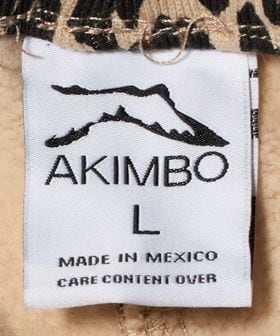 AKIMBO
L
MADE IN MEXICO
CARE CONTENT OVER